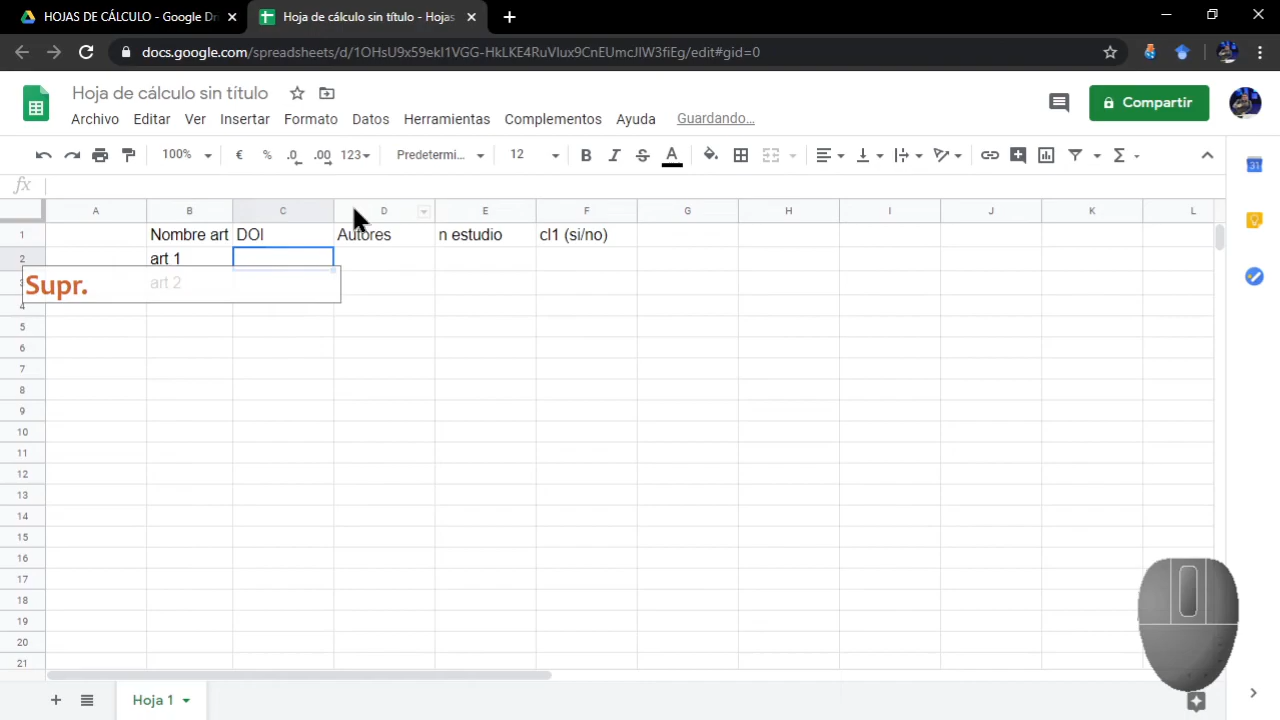 HOJAS DE CÁLCULO - Google Dr
Hoja de cálculo sin título - Hojas
docs.google.com/spreadsheets/d/1OHsU9x59ekI1VGG-HkLKE4RuVlux9CnEUmcJIW3fiEg/edit#gid=0
Hoja de cálculo sin título
Compartir
Archivo Editar Ver Insertar Formato Datos Herramientas Complementos Ayuda Guardando...
100% € % .0 .00 123 Predetermi... 12 B I S A Σ
fx
A B C D E F G H I J K L
1 Nombre art DOI Autores n estudio cl1 (si/no)
2 art 1
Supr.
3 art 2
4
5
6
7
8
9
10
11
12
13
14
15
16
17
18
19
20
21
Hoja 1
31